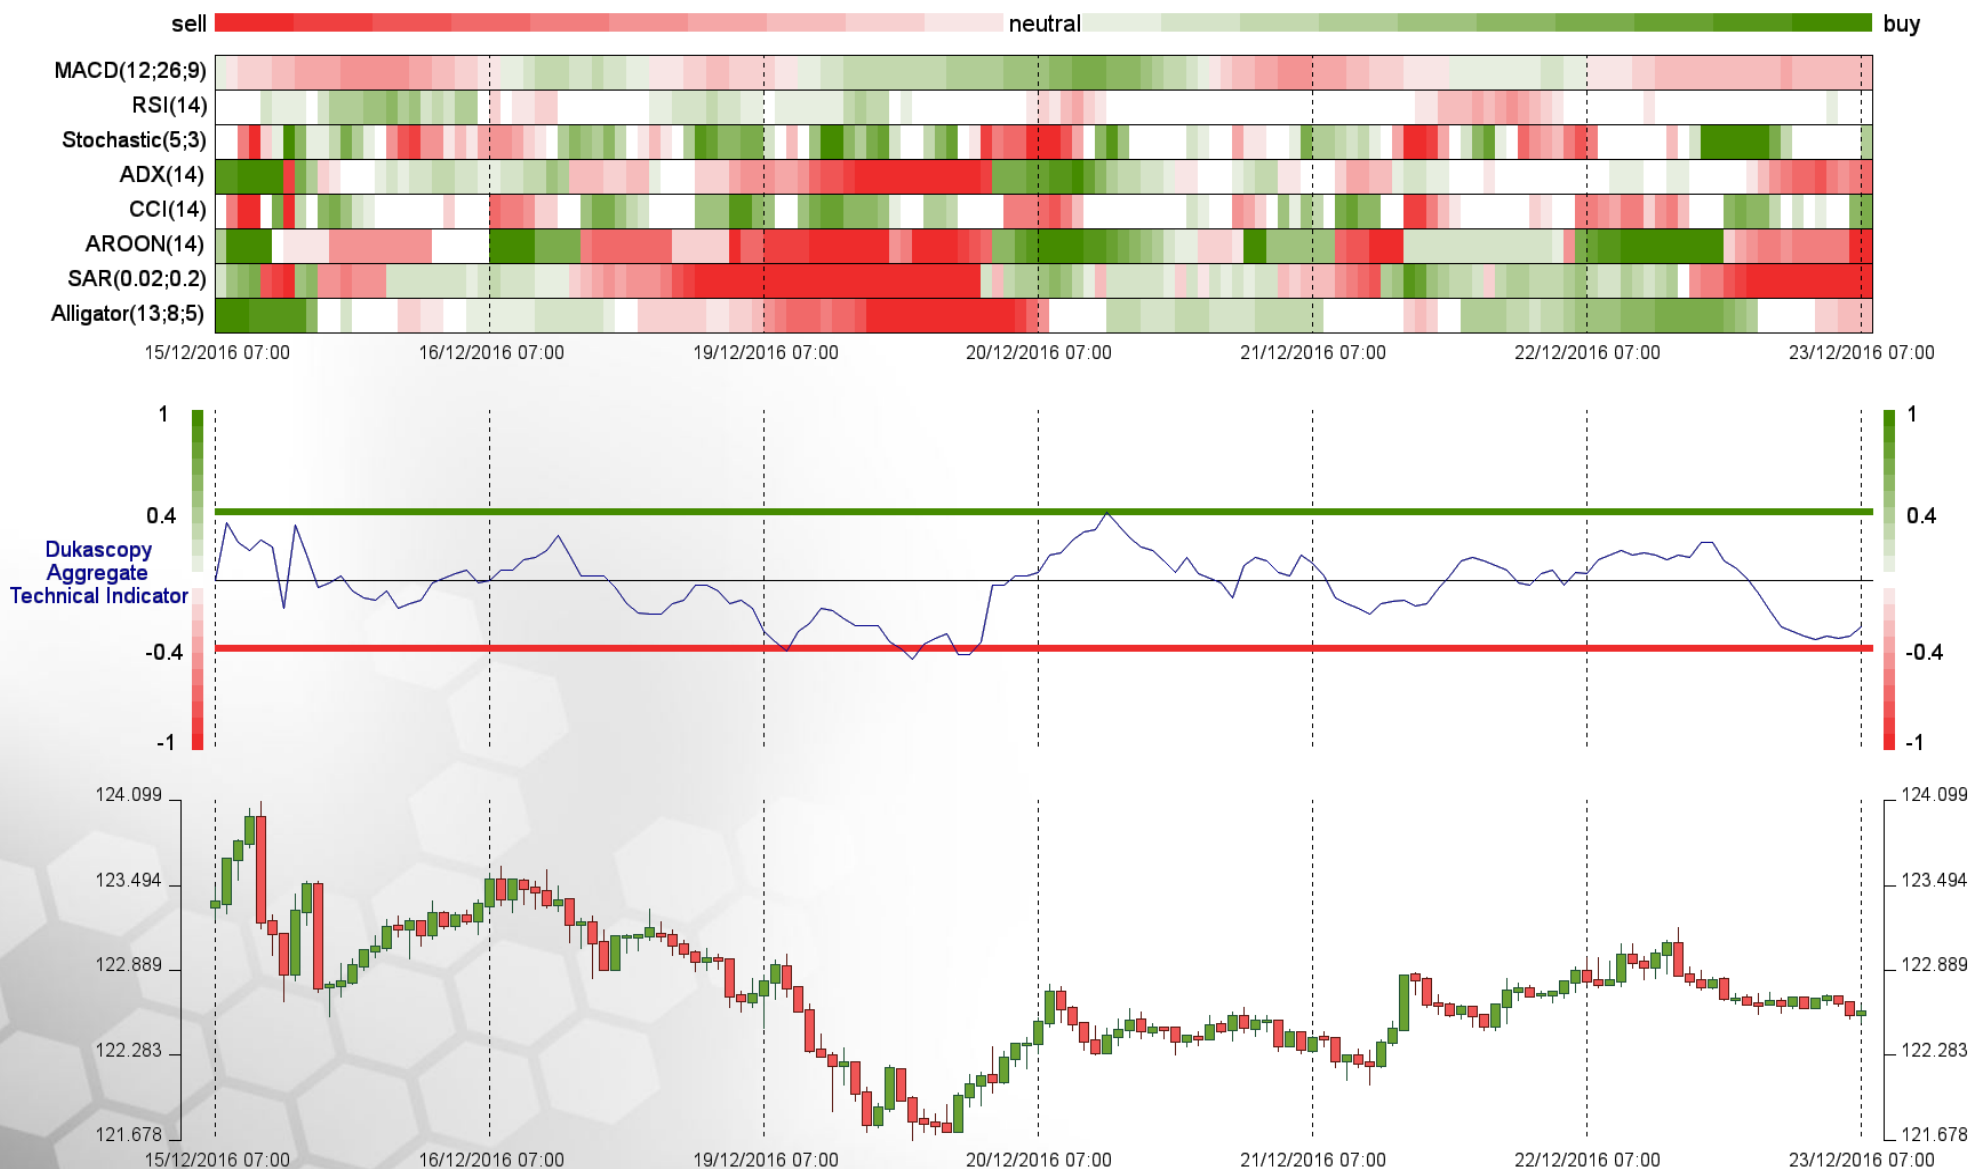 sell neutral buy
MACD(12;26;9)
RSI(14)
Stochastic(5;3)
ADX(14)
CCI(14)
AROON(14)
SAR(0.02;0.2)
Alligator(13;8;5)
15/12/2016 07:00 16/12/2016 07:00 19/12/2016 07:00 20/12/2016 07:00 21/12/2016 07:00 22/12/2016 07:00 23/12/2016 07:00
1 1
0.4 0.4
Dukascopy
Aggregate
Technical Indicator
-0.4 -0.4
-1 -1
124.099 124.099
123.494 123.494
122.889 122.889
122.283 122.283
121.678 121.678
15/12/2016 07:00 16/12/2016 07:00 19/12/2016 07:00 20/12/2016 07:00 21/12/2016 07:00 22/12/2016 07:00 23/12/2016 07:00